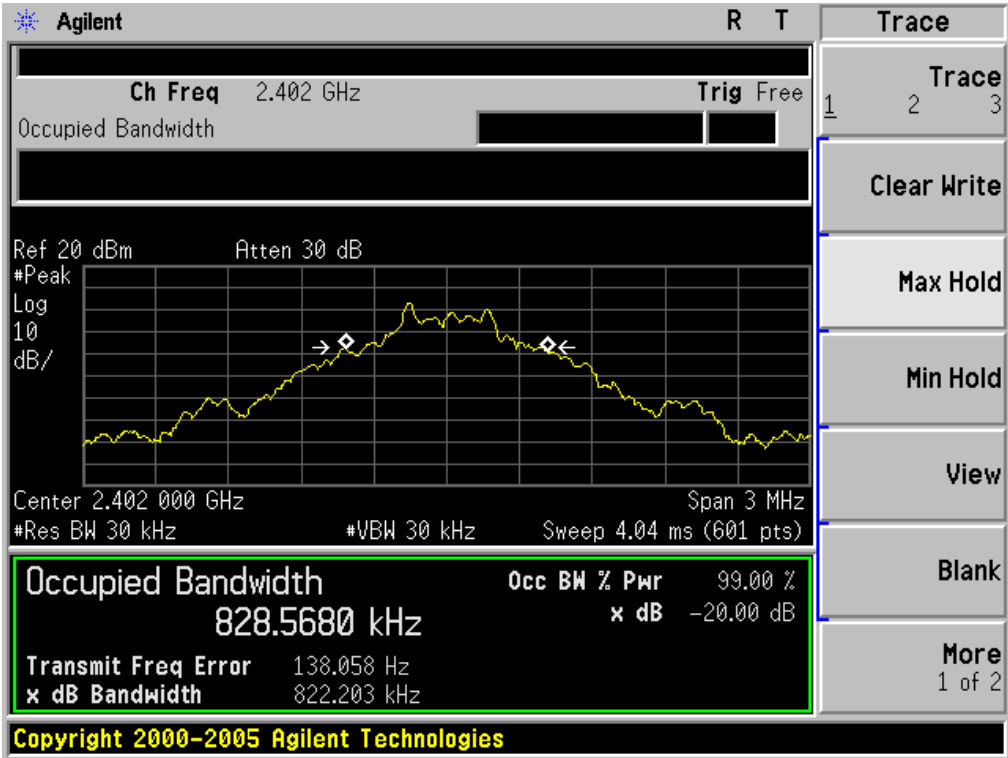 Agilent R T Trace
Ch Freq 2.402 GHz Trig Free
Occupied Bandwidth
Trace
1 2 3
Clear Write
Max Hold
Min Hold
View
Blank
More
1 of 2
Ref 20 dBm Atten 30 dB
#Peak
Log
10
dB/
Center 2.402 000 GHz Span 3 MHz
#Res BW 30 kHz #VBW 30 kHz Sweep 4.04 ms (601 pts)
Occupied Bandwidth Occ BW % Pwr 99.00 %
828.5680 kHz x dB -20.00 dB
Transmit Freq Error 138.058 Hz
x dB Bandwidth 822.203 kHz
Copyright 2000-2005 Agilent Technologies